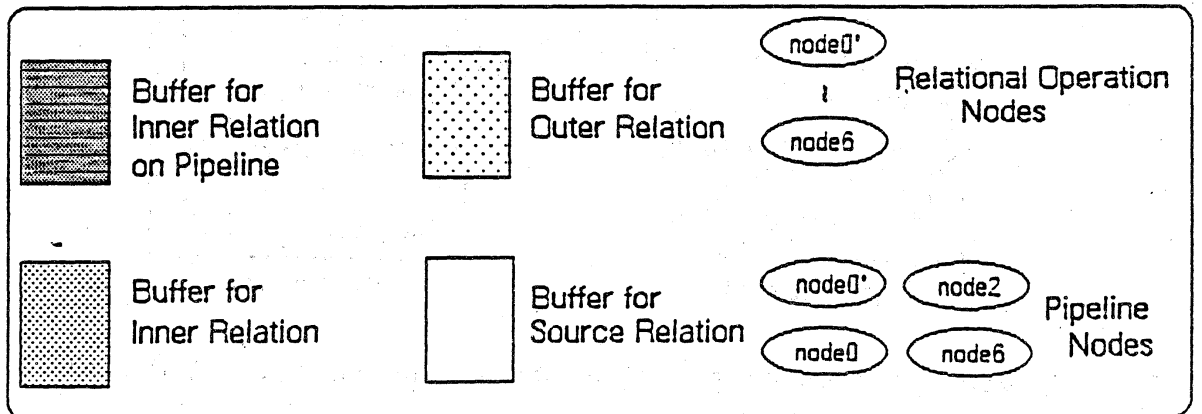 Buffer for
Inner Relation
on Pipeline
Buffer for
Outer Relation
node0'
≀
node6
Relational Operation
Nodes
Buffer for
Inner Relation
Buffer for
Source Relation
node0'
node2
node0
node6
Pipeline
Nodes